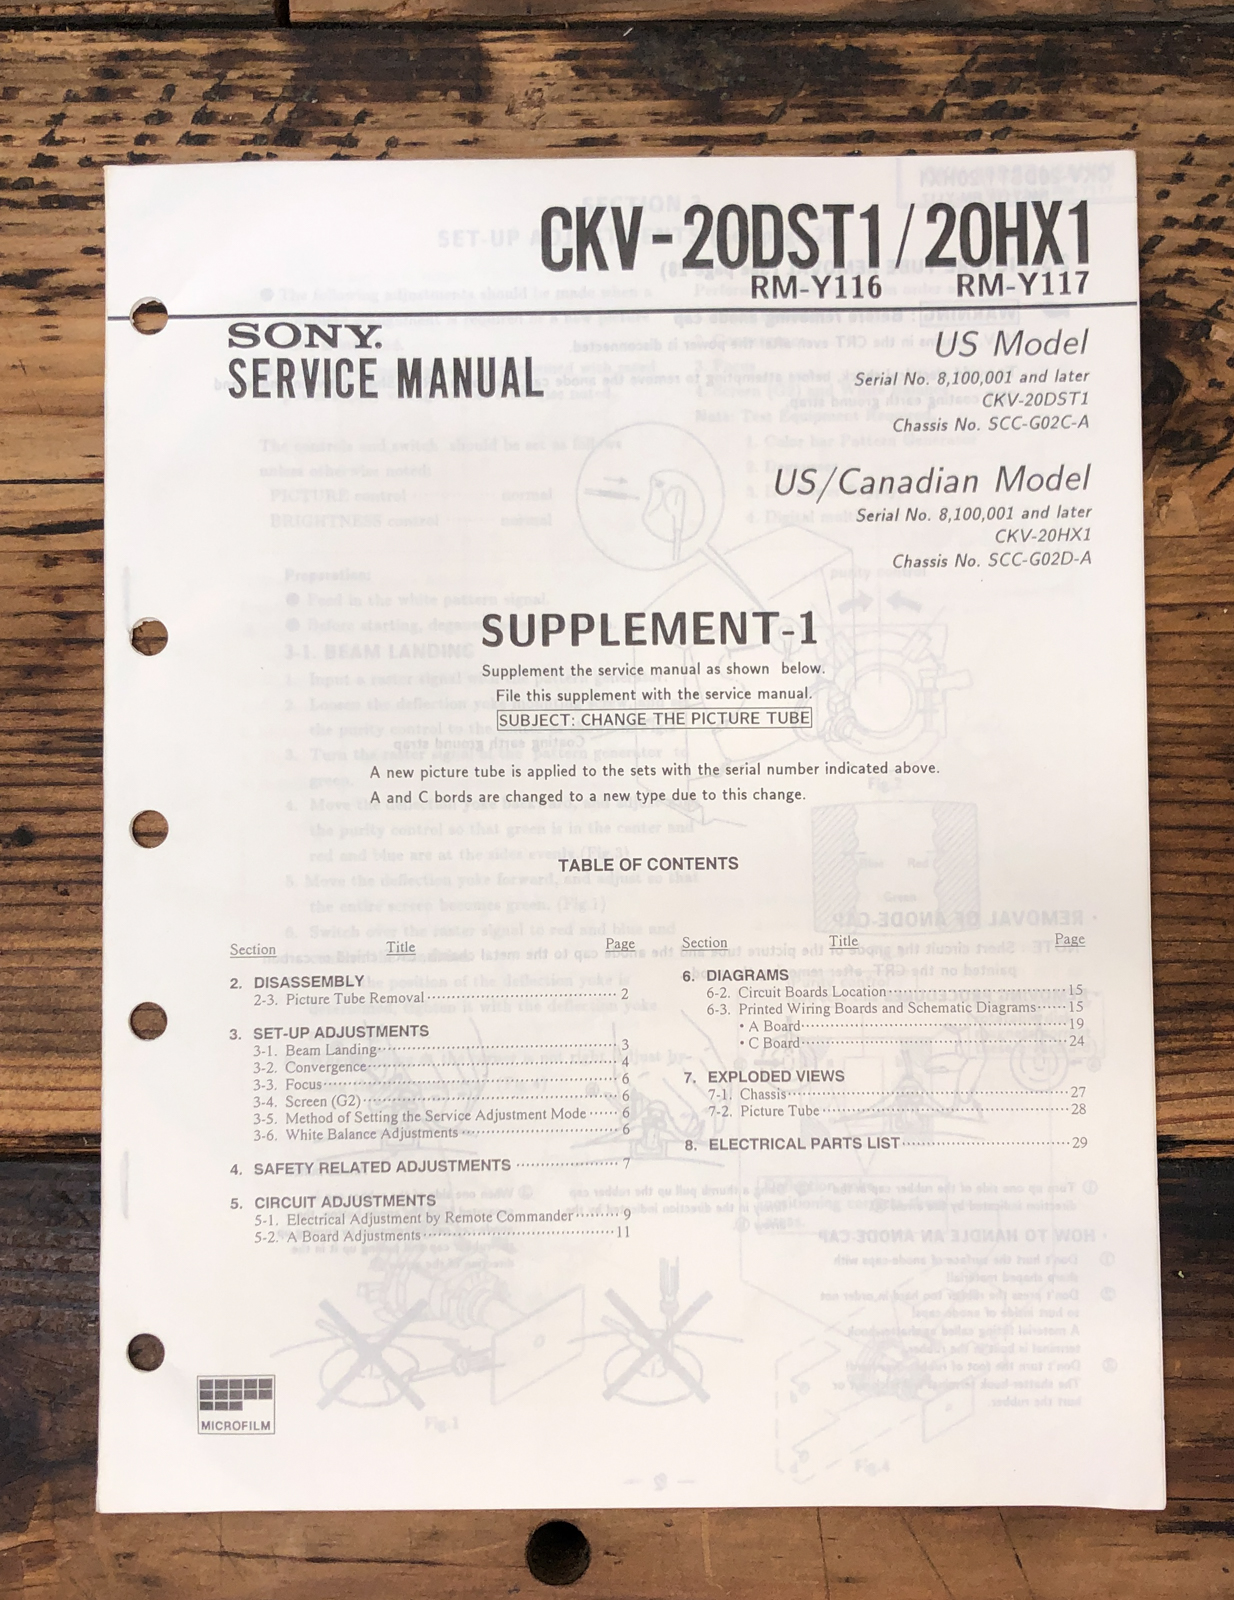 CKV-20DST1/20HX1
RM-Y116 RM-Y117
SONY.
SERVICE MANUAL
US Model
Serial No. 8,100,001 and later
CKV-20DST1
Chassis No. SCC-G02C-A
US/Canadian Model
Serial No. 8,100,001 and later
CKV-20HX1
Chassis No. SCC-G02D-A
SUPPLEMENT-1
Supplement the service manual as shown below.
File this supplement with the service manual.
SUBJECT: CHANGE THE PICTURE TUBE
A new picture tube is applied to the sets with the serial number indicated above.
A and C bords are changed to a new type due to this change.
TABLE OF CONTENTS
Section Title Page
2. DISASSEMBLY
2-3. Picture Tube Removal 2
3. SET-UP ADJUSTMENTS
3-1. Beam Landing 3
3-2. Convergence 4
3-3. Focus 6
3-4. Screen (G2) 6
3-5. Method of Setting the Service Adjustment Mode 6
3-6. White Balance Adjustments 6
4. SAFETY RELATED ADJUSTMENTS 7
5. CIRCUIT ADJUSTMENTS
5-1. Electrical Adjustment by Remote Commander 9
5-2. A Board Adjustments 11
Section Title Page
6. DIAGRAMS
6-2. Circuit Boards Location 15
6-3. Printed Wiring Boards and Schematic Diagrams 15
• A Board 19
• C Board 24
7. EXPLODED VIEWS
7-1. Chassis 27
7-2. Picture Tube 28
8. ELECTRICAL PARTS LIST 29
MICROFILM